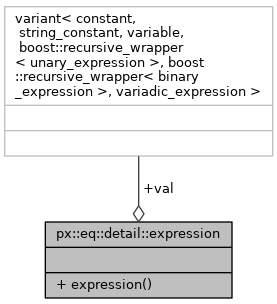 variant< constant,
string_constant, variable,
boost::recursive_wrapper
< unary_expression >, boost
::recursive_wrapper< binary
_expression >, variadic_expression >
+val
px::eq::detail::expression
+ expression()